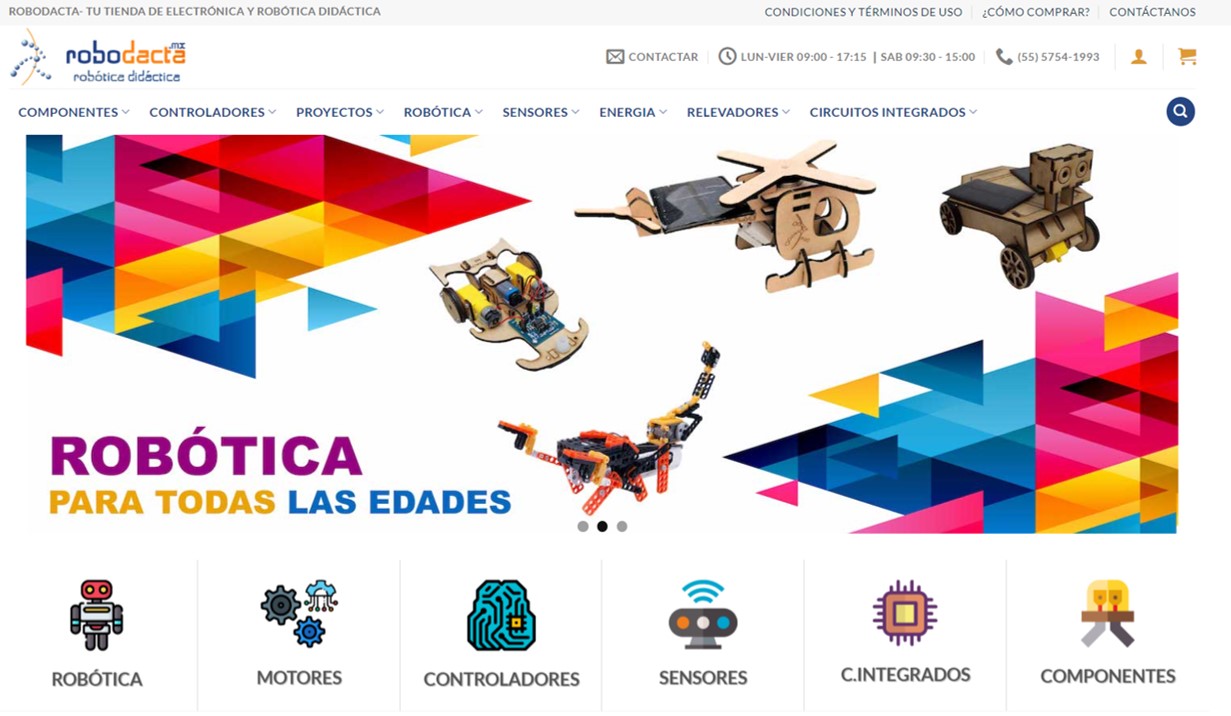 ROBODACTA- TU TIENDA DE ELECTRÓNICA Y ROBÓTICA DIDÁCTICA
CONDICIONES Y TÉRMINOS DE USO
¿CÓMO COMPRAR?
CONTÁCTANOS
robodacta.mx
robótica didáctica
CONTACTAR
LUN-VIER 09:00 - 17:15 | SAB 09:30 - 15:00
(55) 5754-1993
COMPONENTES
CONTROLADORES
PROYECTOS
ROBÓTICA
SENSORES
ENERGIA
RELEVADORES
CIRCUITOS INTEGRADOS
ROBÓTICA
PARA TODAS LAS EDADES
ROBÓTICA
MOTORES
CONTROLADORES
SENSORES
C.INTEGRADOS
COMPONENTES